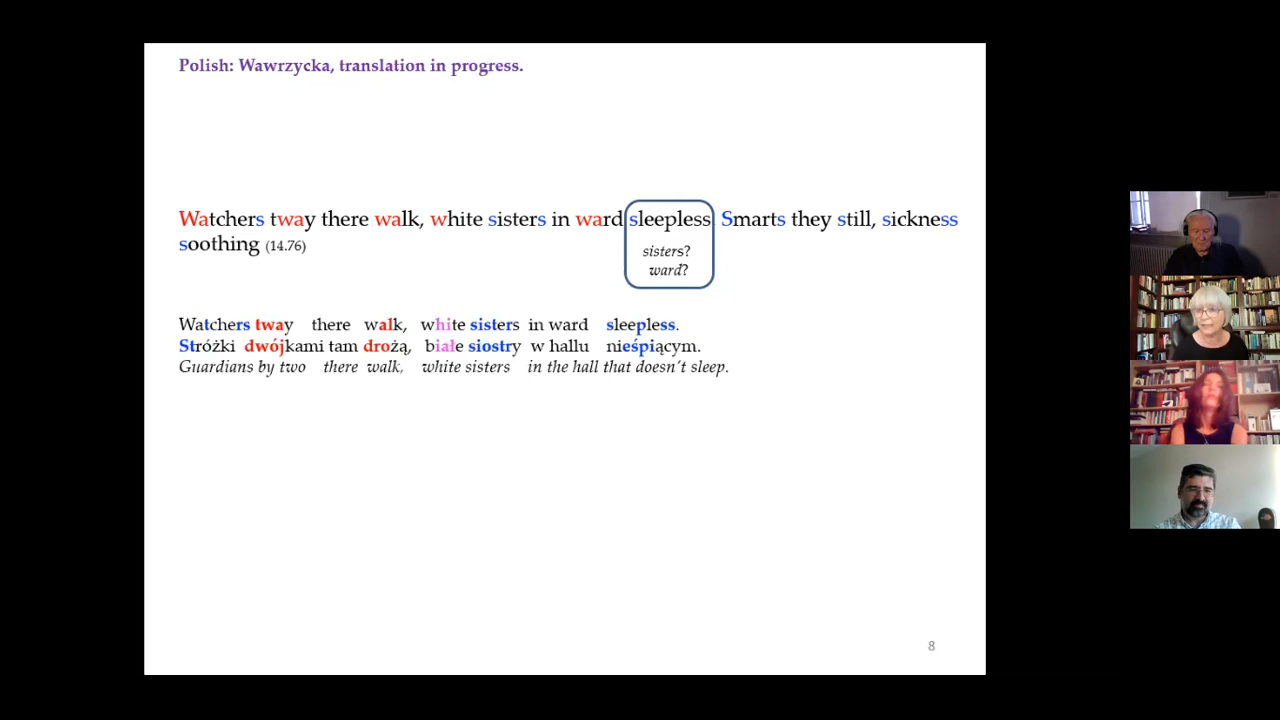 Polish: Wawrzycka, translation in progress.
Watchers tway there walk, white sisters in ward sleepless. Smarts they still, sickness
soothing (14.76)
sisters?
ward?
Watchers tway there walk, white sisters in ward sleepless.
Stróżki dwójkami tam drożą, białe siostry w hallu nieśpiącym.
Guardians by two there walk, white sisters in the hall that doesn't sleep.
8